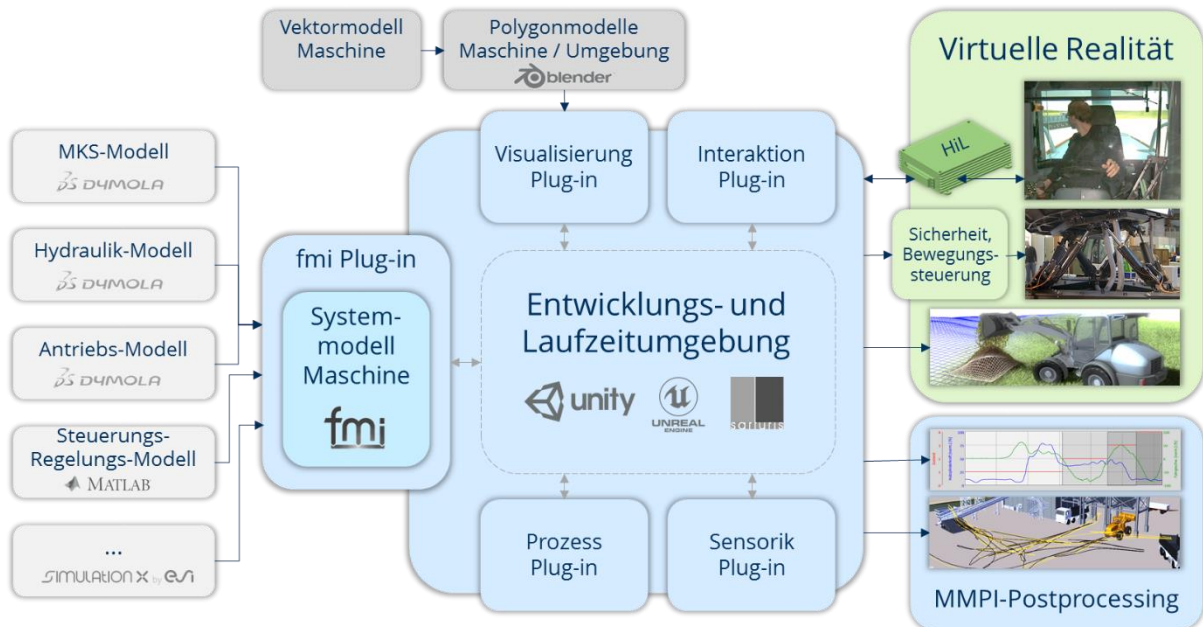 Vektormodell
Maschine
Polygonmodelle
Maschine / Umgebung
blender
MKS-Modell
DYMOLA
Hydraulik-Modell
DYMOLA
Antriebs-Modell
DYMOLA
Steuerungs-
Regelungs-Modell
MATLAB
...
SIMULATION X by esi
fmi Plug-in
System-
modell
Maschine
fmi
Visualisierung
Plug-in
Interaktion
Plug-in
Entwicklungs- und
Laufzeitumgebung
unity
UNREAL
ENGINE
sarturis
Prozess
Plug-in
Sensorik
Plug-in
Virtuelle Realität
HiL
Sicherheit,
Bewegungs-
steuerung
MMPI-Postprocessing